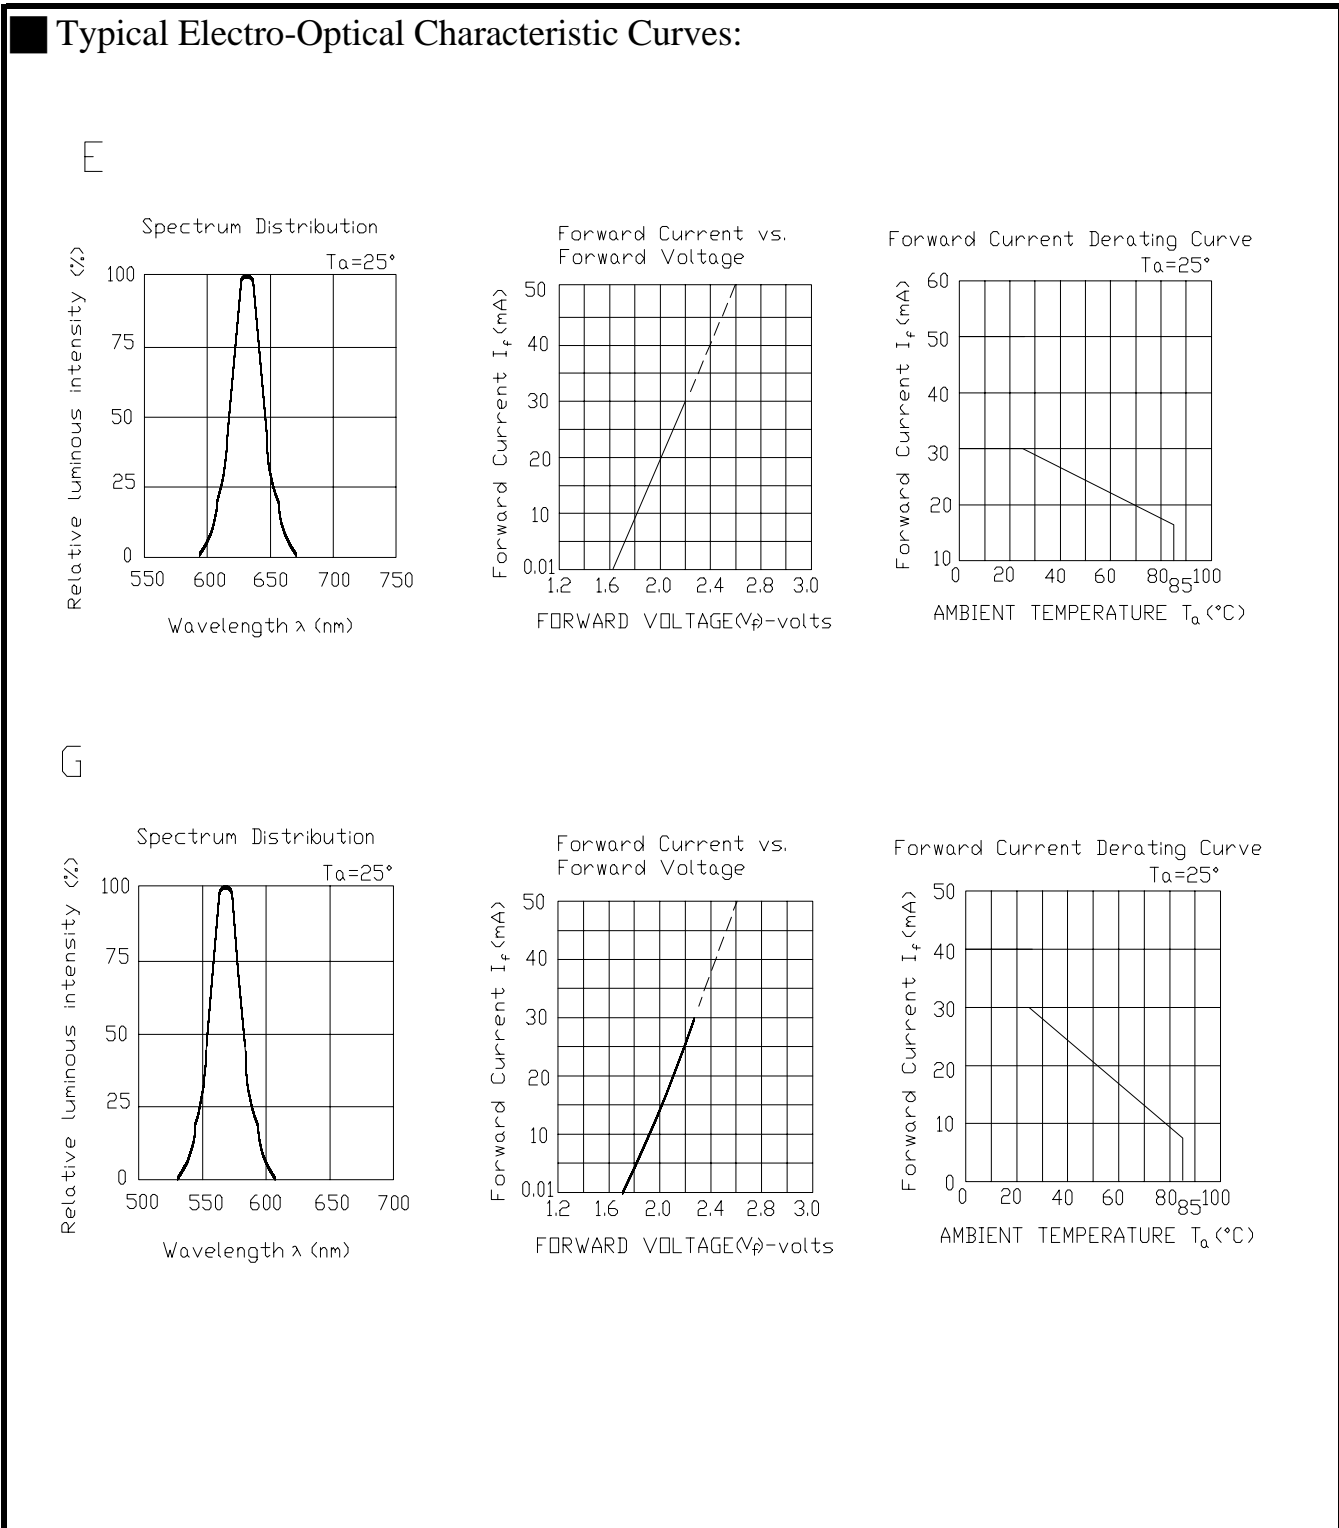 Typical Electro-Optical Characteristic Curves:
E
Spectrum Distribution
Ta=25°
Relative luminous intensity (%)
100
75
50
25
0
550 600 650 700 750
Wavelength λ (nm)
Forward Current vs.
Forward Voltage
Forward Current If (mA)
50
40
30
20
10
0.01
1.2 1.6 2.0 2.4 2.8 3.0
FORWARD VOLTAGE(Vf)-volts
Forward Current Derating Curve
Ta=25°
Forward Current If (mA)
60
50
40
30
20
10
0 20 40 60 80 85 100
AMBIENT TEMPERATURE Ta (°C)
G
Spectrum Distribution
Ta=25°
Relative luminous intensity (%)
100
75
50
25
0
500 550 600 650 700
Wavelength λ (nm)
Forward Current vs.
Forward Voltage
Forward Current If (mA)
50
40
30
20
10
0.01
1.2 1.6 2.0 2.4 2.8 3.0
FORWARD VOLTAGE(Vf)-volts
Forward Current Derating Curve
Ta=25°
Forward Current If (mA)
50
40
30
20
10
0
0 20 40 60 80 85 100
AMBIENT TEMPERATURE Ta (°C)